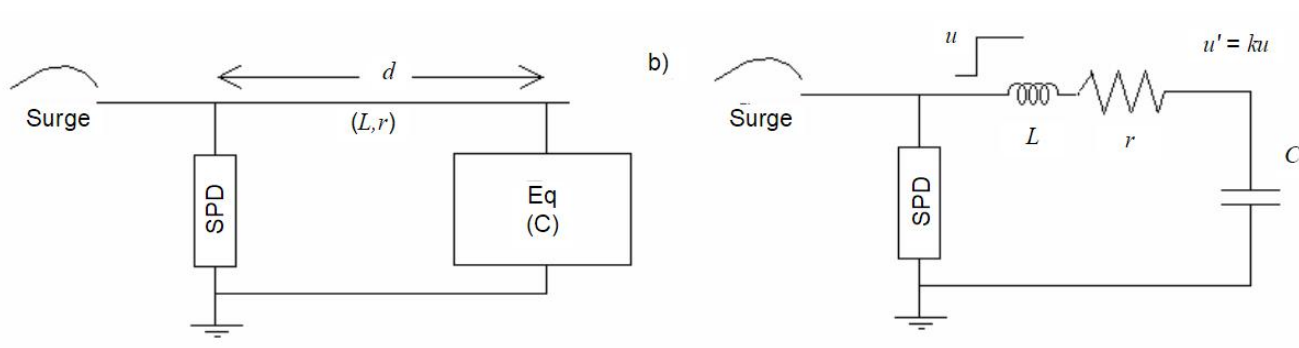 d
Surge
(L,r)
SPD
Eq
(C)
b)
u
u' = ku
Surge
L
r
C
SPD